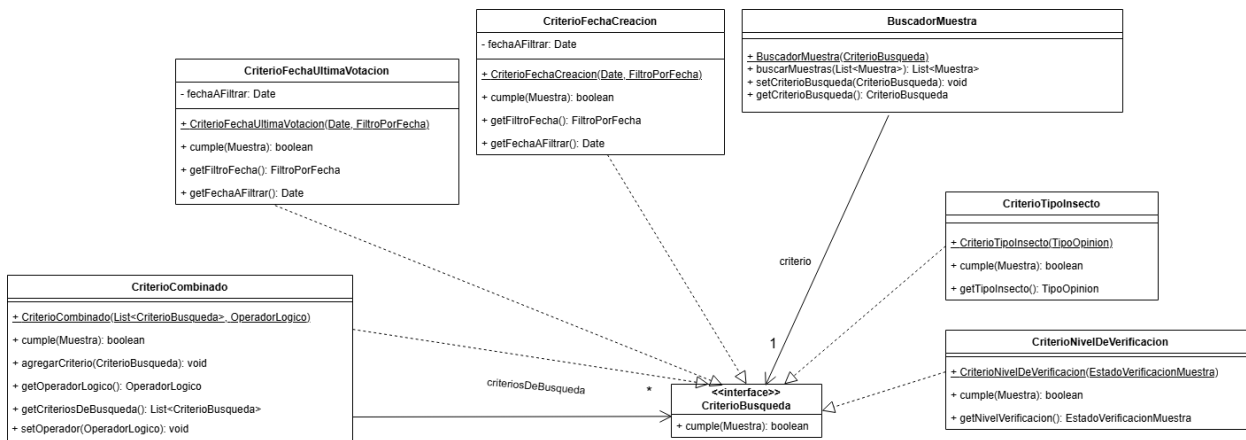 CriterioFechaCreacion
- fechaAFiltrar: Date
+ CriterioFechaCreacion(Date, FiltroPorFecha)
+ cumple(Muestra): boolean
+ getFiltroFecha(): FiltroPorFecha
+ getFechaAFiltrar(): Date
BuscadorMuestra
+ BuscadorMuestra(CriterioBusqueda)
+ buscarMuestras(List<Muestra>): List<Muestra>
+ setCriterioBusqueda(CriterioBusqueda): void
+ getCriterioBusqueda(): CriterioBusqueda
CriterioFechaUltimaVotacion
- fechaAFiltrar: Date
+ CriterioFechaUltimaVotacion(Date, FiltroPorFecha)
+ cumple(Muestra): boolean
+ getFiltroFecha(): FiltroPorFecha
+ getFechaAFiltrar(): Date
CriterioTipoInsecto
+ CriterioTipoInsecto(TipoOpinion)
+ cumple(Muestra): boolean
+ getTipoInsecto(): TipoOpinion
criterio
1
CriterioCombinado
+ CriterioCombinado(List<CriterioBusqueda>, OperadorLogico)
+ cumple(Muestra): boolean
+ agregarCriterio(CriterioBusqueda): void
+ getOperadorLogico(): OperadorLogico
+ getCriteriosDeBusqueda(): List<CriterioBusqueda>
+ setOperador(OperadorLogico): void
criteriosDeBusqueda
*
<<interface>>
CriterioBusqueda
+ cumple(Muestra): boolean
CriterioNivelDeVerificacion
+ CriterioNivelDeVerificacion(EstadoVerificacionMuestra)
+ cumple(Muestra): boolean
+ getNivelVerificacion(): EstadoVerificacionMuestra